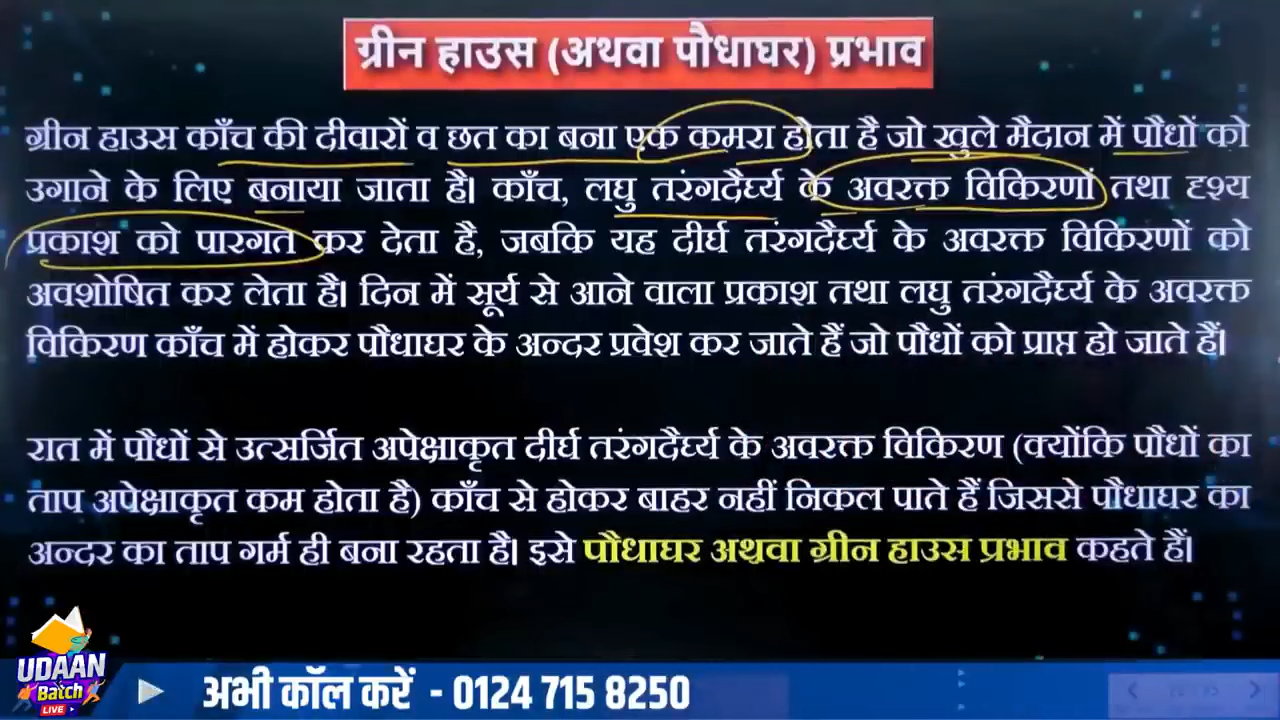 ग्रीन हाउस (अथवा पौधाघर) प्रभाव
ग्रीन हाउस काँच की दीवारों व छत का बना एक कमरा होता है जो खुले मैदान में पौधों को
उगाने के लिए बनाया जाता है। काँच, लघु तरंगदैर्घ्य के अवरक्त विकिरणों तथा दृश्य
प्रकाश को पारगत कर देता है, जबकि यह दीर्घ तरंगदैर्घ्य के अवरक्त विकिरणों को
अवशोषित कर लेता है। दिन में सूर्य से आने वाला प्रकाश तथा लघु तरंगदैर्घ्य के अवरक्त
विकिरण काँच में होकर पौधाघर के अन्दर प्रवेश कर जाते हैं जो पौधों को प्राप्त हो जाते हैं।
रात में पौधों से उत्सर्जित अपेक्षाकृत दीर्घ तरंगदैर्घ्य के अवरक्त विकिरण (क्योंकि पौधों का
ताप अपेक्षाकृत कम होता है) काँच से होकर बाहर नहीं निकल पाते हैं जिससे पौधाघर का
अन्दर का ताप गर्म ही बना रहता है। इसे पौधाघर अथवा ग्रीन हाउस प्रभाव कहते हैं।
UDAAN
Batch
LIVE
अभी कॉल करें - 0124 715 8250